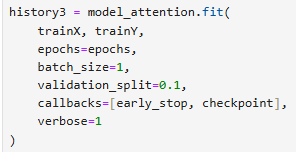 history3 = model_attention.fit(
    trainX, trainY,
    epochs=epochs,
    batch_size=1,
    validation_split=0.1,
    callbacks=[early_stop, checkpoint],
    verbose=1
)